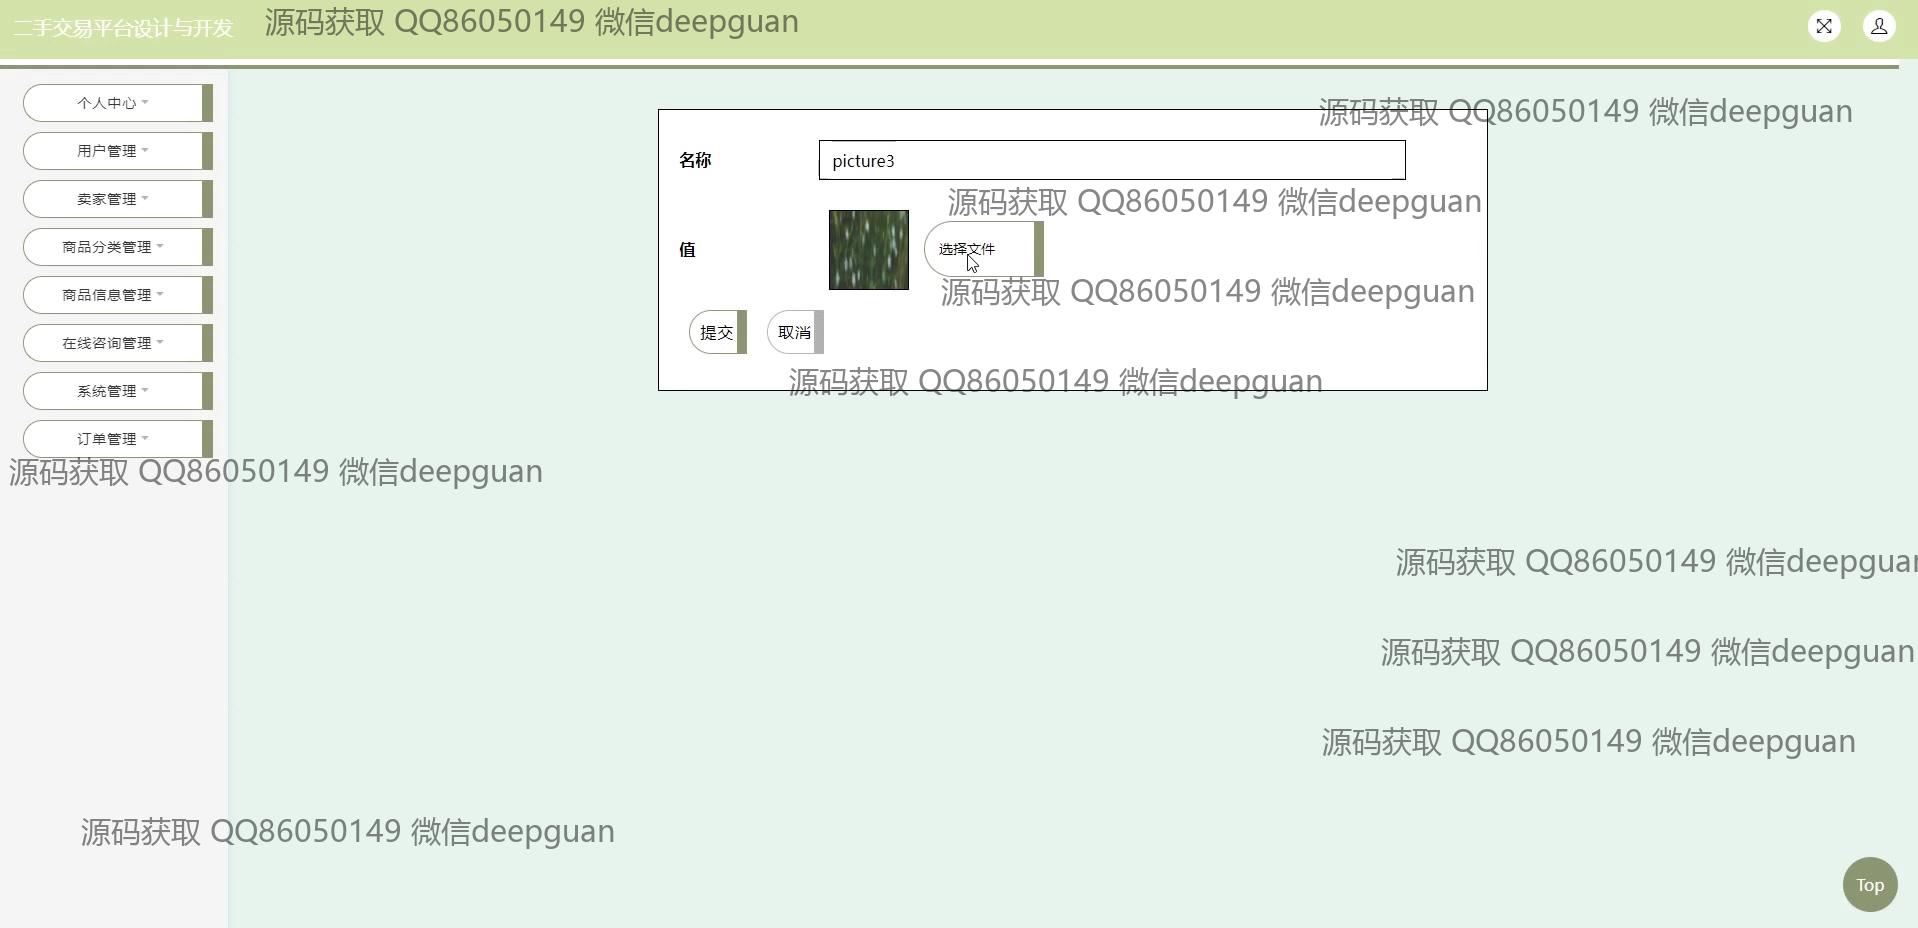 二手交易平台设计与开发
源码获取 QQ86050149 微信deepguan
个人中心
用户管理
卖家管理
商品分类管理
商品信息管理
在线咨询管理
系统管理
订单管理
源码获取 QQ86050149 微信deepguan
名称
picture3
源码获取 QQ86050149 微信deepguan
值
选择文件
源码获取 QQ86050149 微信deepguan
提交
取消
源码获取 QQ86050149 微信deepguan
源码获取 QQ86050149 微信deepguan
源码获取 QQ86050149 微信deepguan
源码获取 QQ86050149 微信deepguan
源码获取 QQ86050149 微信deepguan
源码获取 QQ86050149 微信deepguan
Top